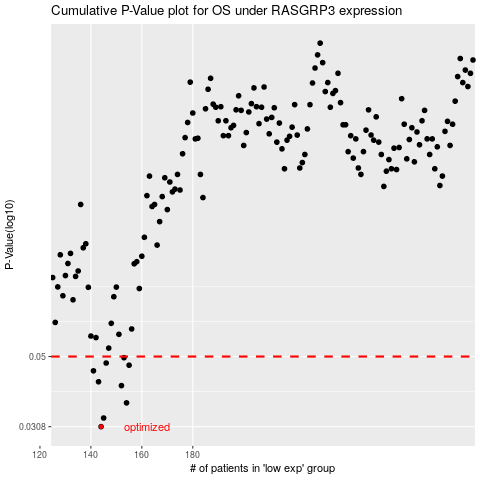 Cumulative P-Value plot for OS under RASGRP3 expression
P-Value(log10)
0.05
0.0308
optimized
120 140 160 180
# of patients in 'low exp' group